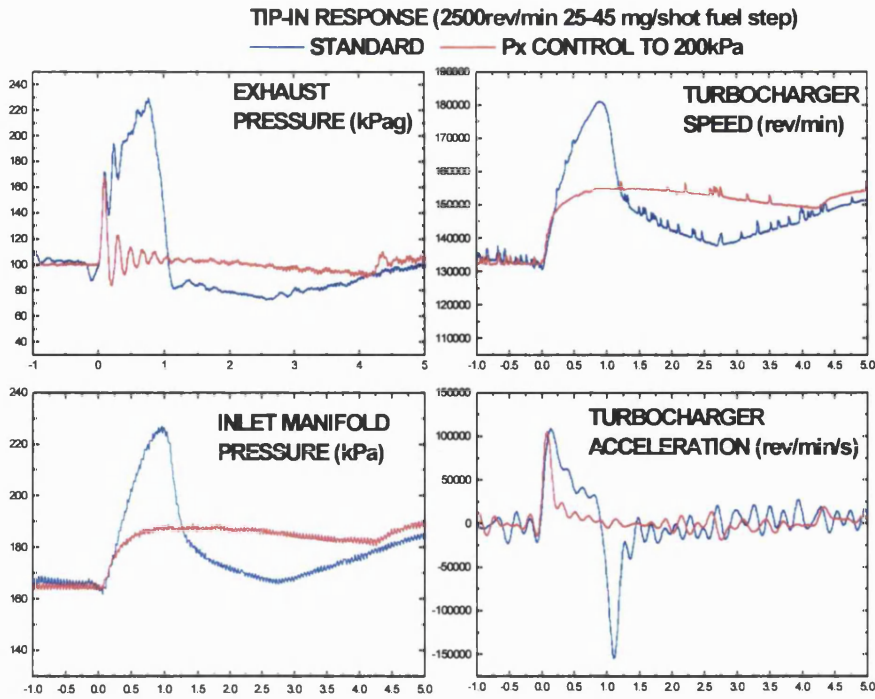 TIP-IN RESPONSE (2500rev/min 25-45 mg/shot fuel step)
STANDARD Px CONTROL TO 200kPa
EXHAUST
PRESSURE (kPag)
240
220
200
180
160
140
120
100
80
60
40
-1 0 1 2 3 4 5
TURBOCHARGER
SPEED (rev/min)
190000
180000
170000
160000
150000
140000
130000
120000
110000
-1.0 -0.5 0.0 0.5 1.0 1.5 2.0 2.5 3.0 3.5 4.0 4.5 5.0
INLET MANIFOLD
PRESSURE (kPa)
240
220
200
180
160
140
-1.0 0.0 0.5 1.0 1.5 2.0 2.5 3.0 3.5 4.0 4.5 5.0
TURBOCHARGER
ACCELERATION (rev/min/s)
150000
100000
50000
0
-50000
-100000
-150000
-1.0 -0.5 0.0 0.5 1.0 1.5 2.0 2.5 3.0 3.5 4.0 4.5 5.0